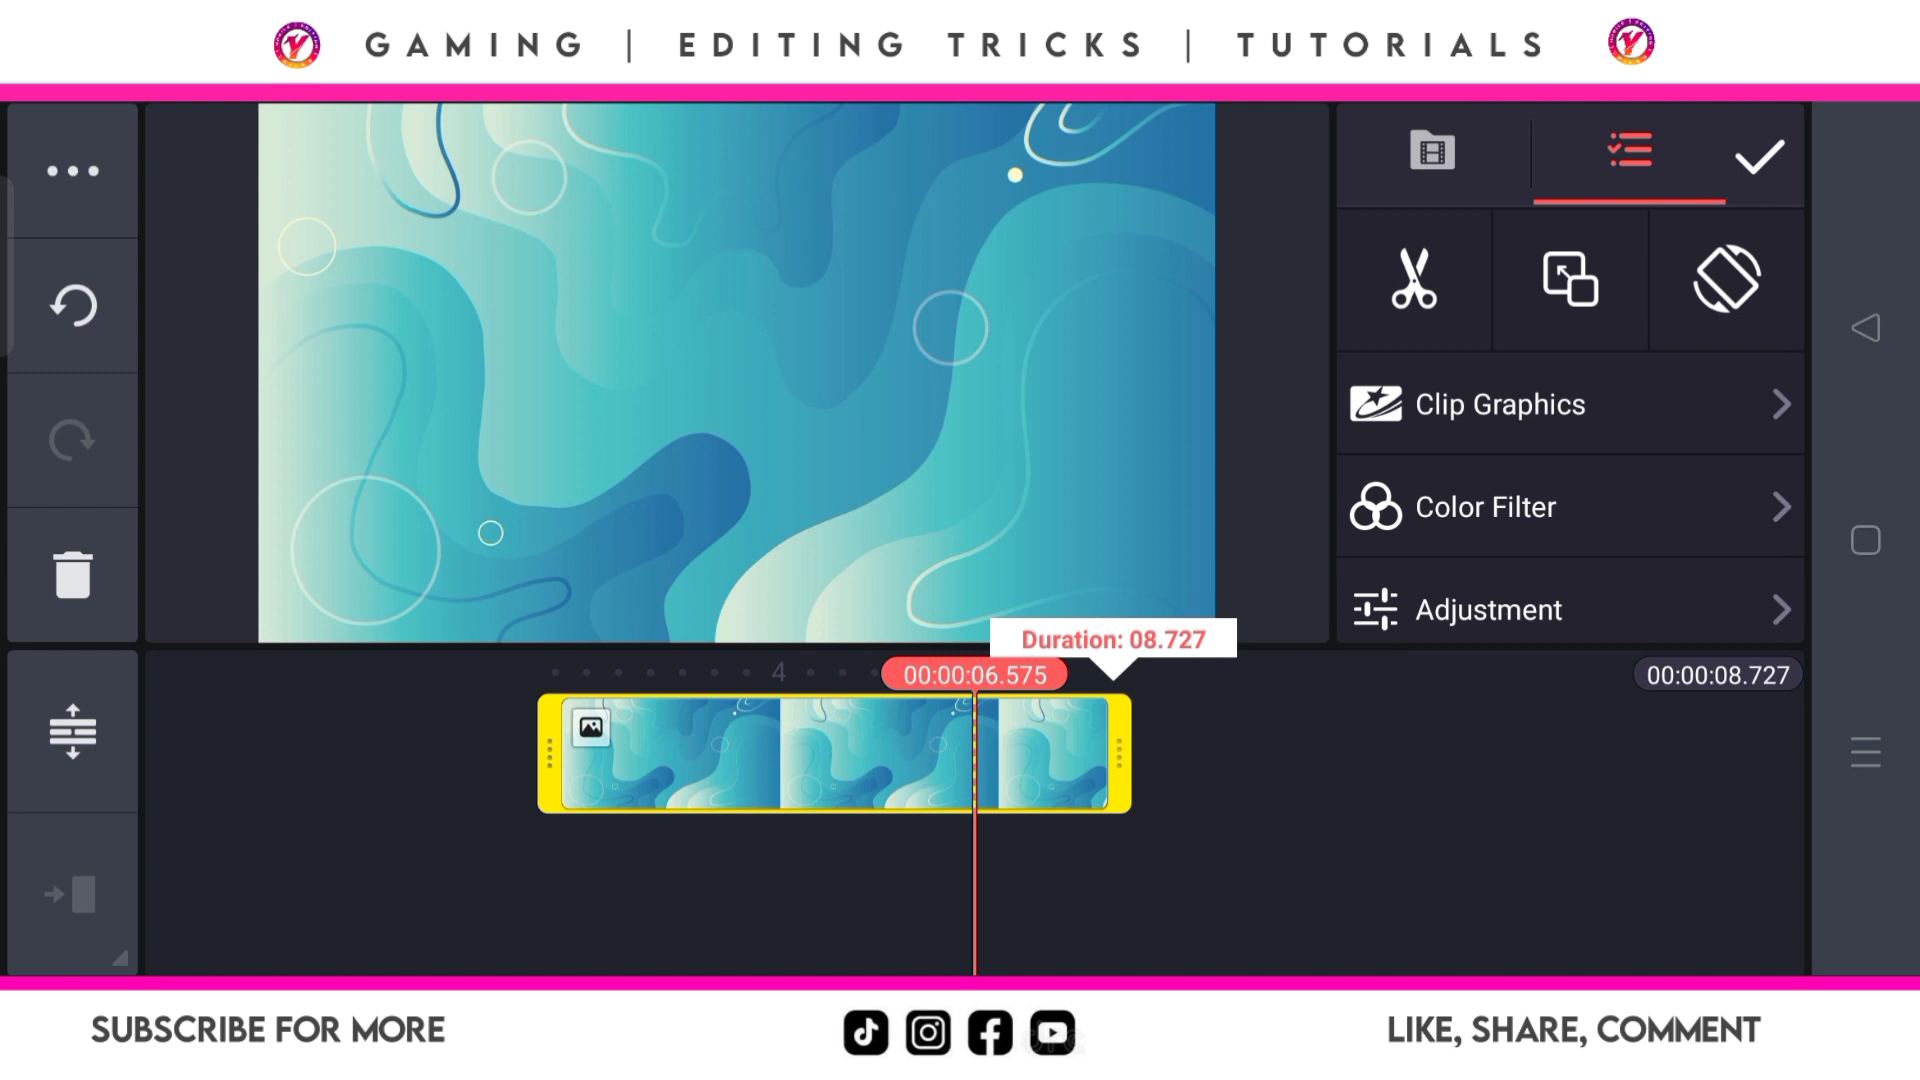 GAMING | EDITING TRICKS | TUTORIALS
Clip Graphics
Color Filter
Adjustment
Duration: 08.727
4
00:00:06.575
00:00:08.727
SUBSCRIBE FOR MORE
LIKE, SHARE, COMMENT